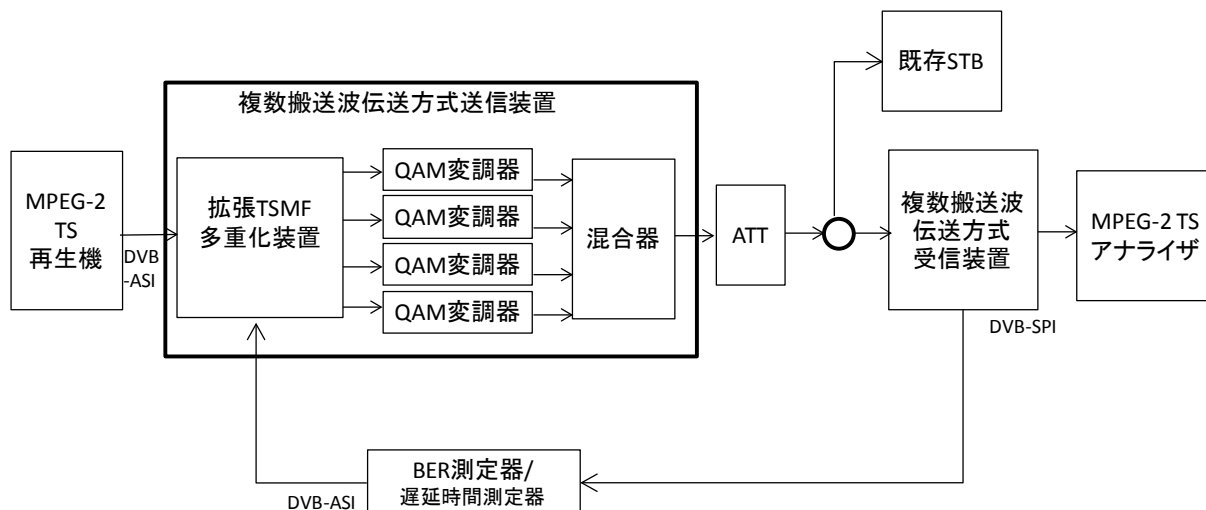 既存STB
複数搬送波伝送方式送信装置
MPEG-2
TS
再生機
DVB
-ASI
拡張TSMF
多重化装置
QAM変調器
QAM変調器
QAM変調器
QAM変調器
混合器
ATT
複数搬送波
伝送方式
受信装置
MPEG-2 TS
アナライザ
DVB-SPI
BER測定器/
遅延時間測定器
DVB-ASI